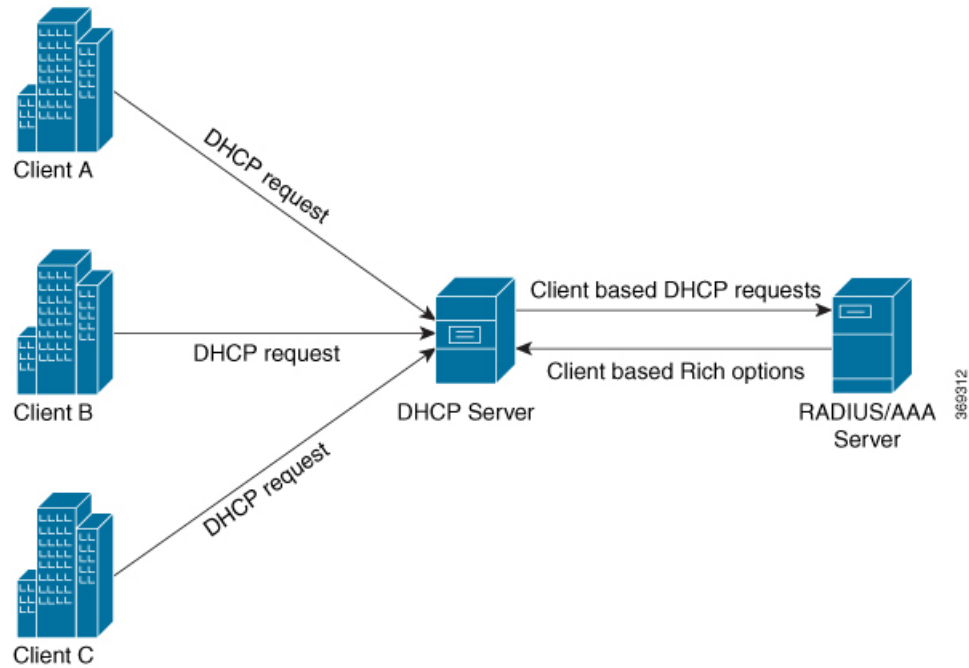 Client A
DHCP request
Client B
DHCP request
Client C
DHCP request
DHCP Server
Client based DHCP requests
Client based Rich options
RADIUS/AAA
Server
369312